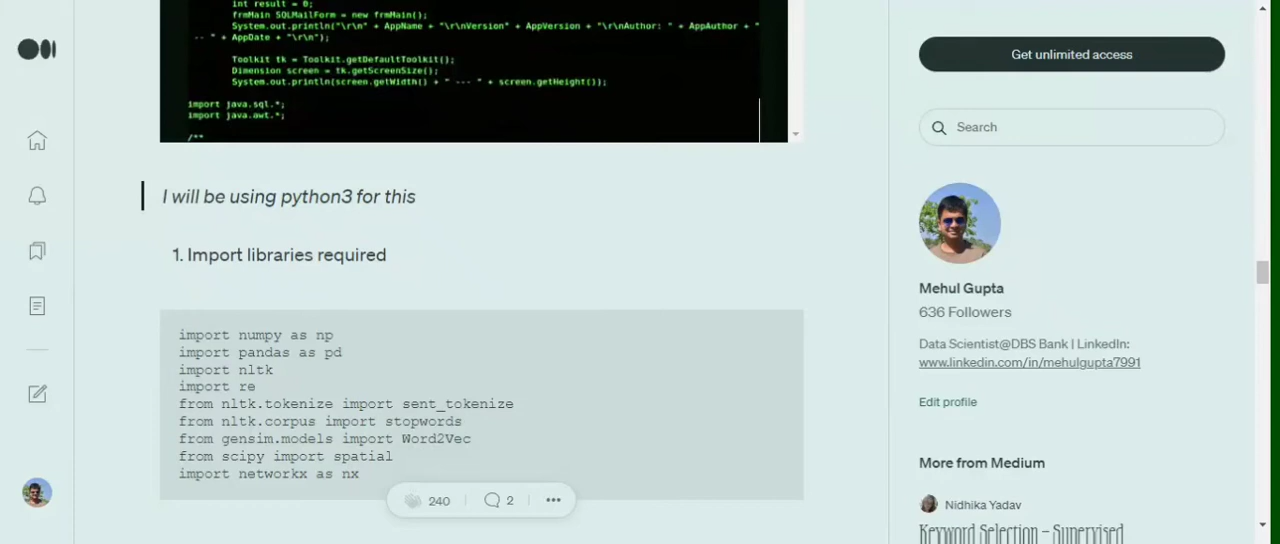 int result = 0;
frmMain SQLMailForm = new frmMain();
System.out.println("\r\n" + AppName + "\r\nVersion" + AppVersion + "\r\nAuthor: " + AppAuthor + "
-- " + AppDate + "\r\n");
Toolkit tk = Toolkit.getDefaultToolkit();
Dimension screen = tk.getScreenSize();
System.out.println(screen.getWidth() + " --- " + screen.getHeight());
import java.sql.*;
import java.awt.*;
/**
I will be using python3 for this
1. Import libraries required
import numpy as np
import pandas as pd
import nltk
import re
from nltk.tokenize import sent_tokenize
from nltk.corpus import stopwords
from gensim.models import Word2Vec
from scipy import spatial
import networkx as nx
240
2
Get unlimited access
Search
Mehul Gupta
636 Followers
Data Scientist@DBS Bank | LinkedIn:
www.linkedin.com/in/mehulgupta7991
Edit profile
More from Medium
Nidhika Yadav
Keyword Selection – Supervised